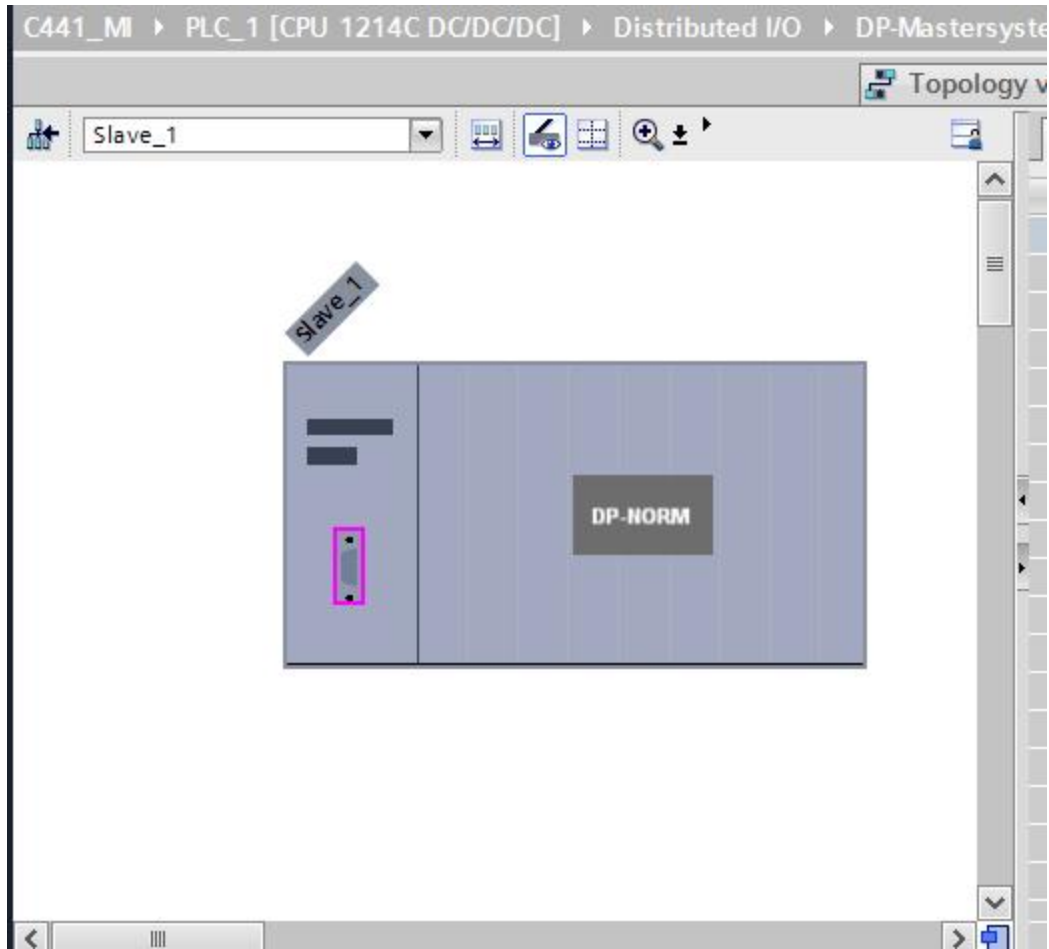 C441_MI ▸ PLC_1 [CPU 1214C DC/DC/DC] ▸ Distributed I/O ▸ DP-Mastersyste
Topology v
Slave_1
slave_1
DP-NORM